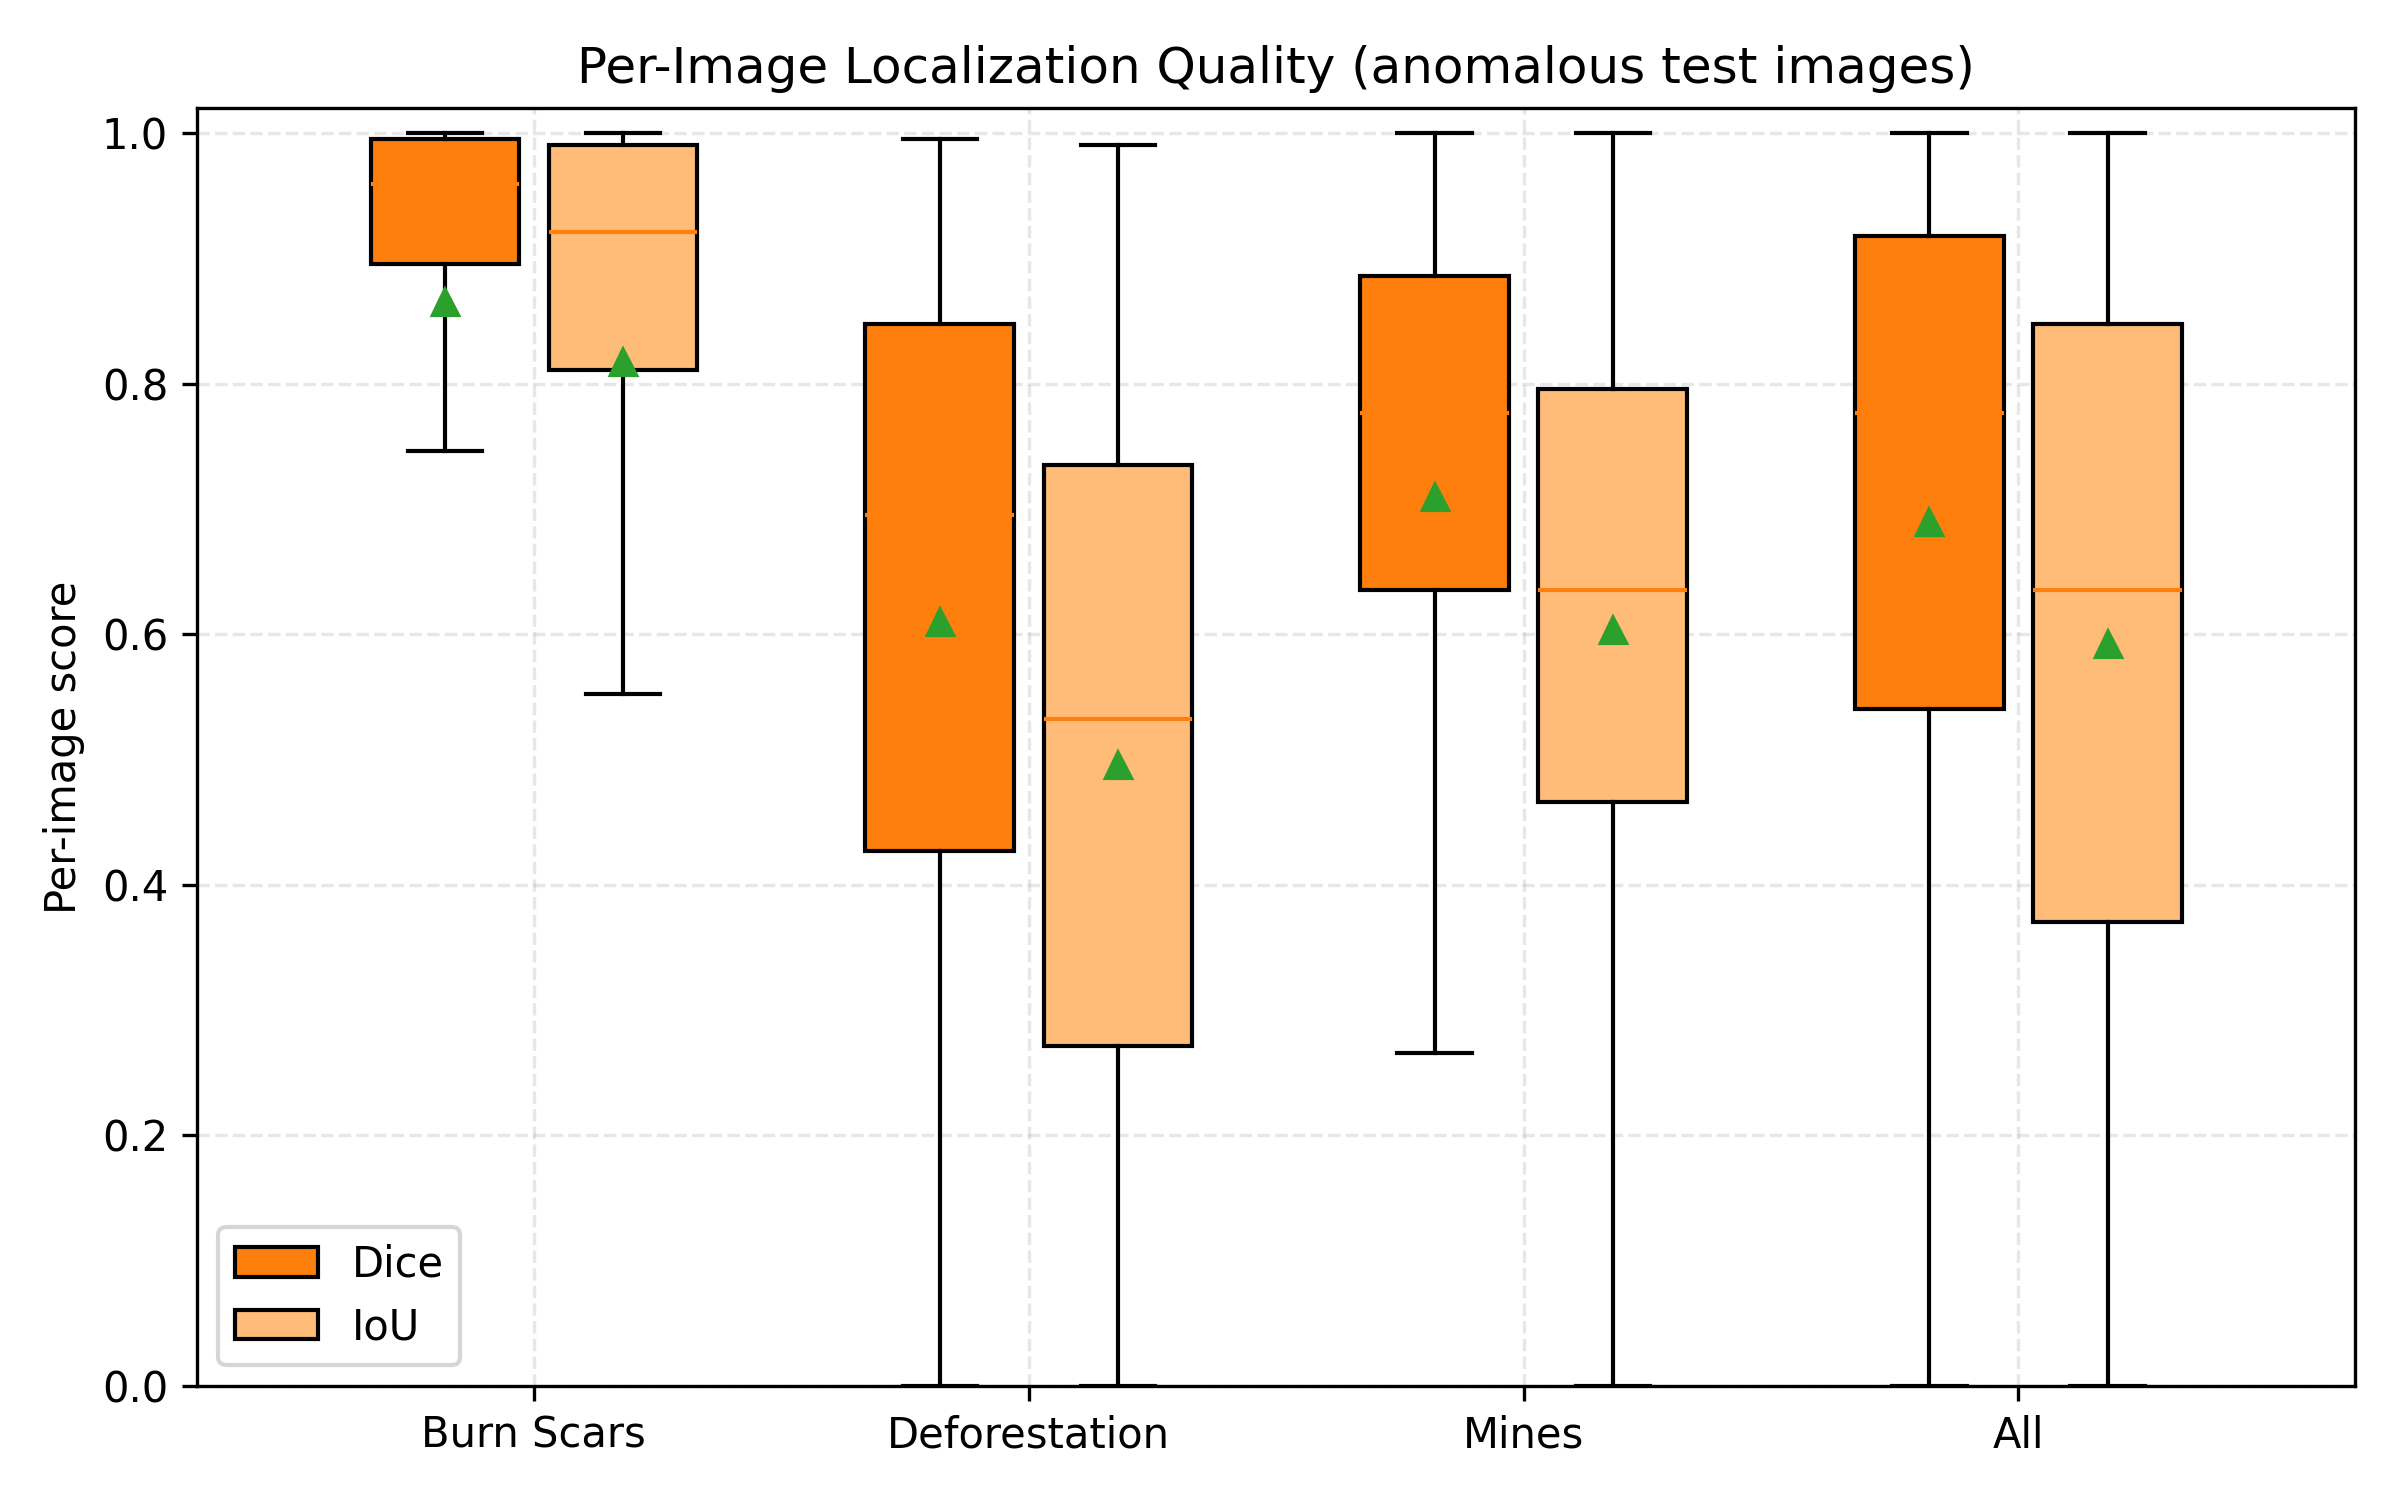 Per-Image Localization Quality (anomalous test images)
Per-image score
1.0
0.8
0.6
0.4
0.2
0.0
Dice
IoU
Burn Scars
Deforestation
Mines
All